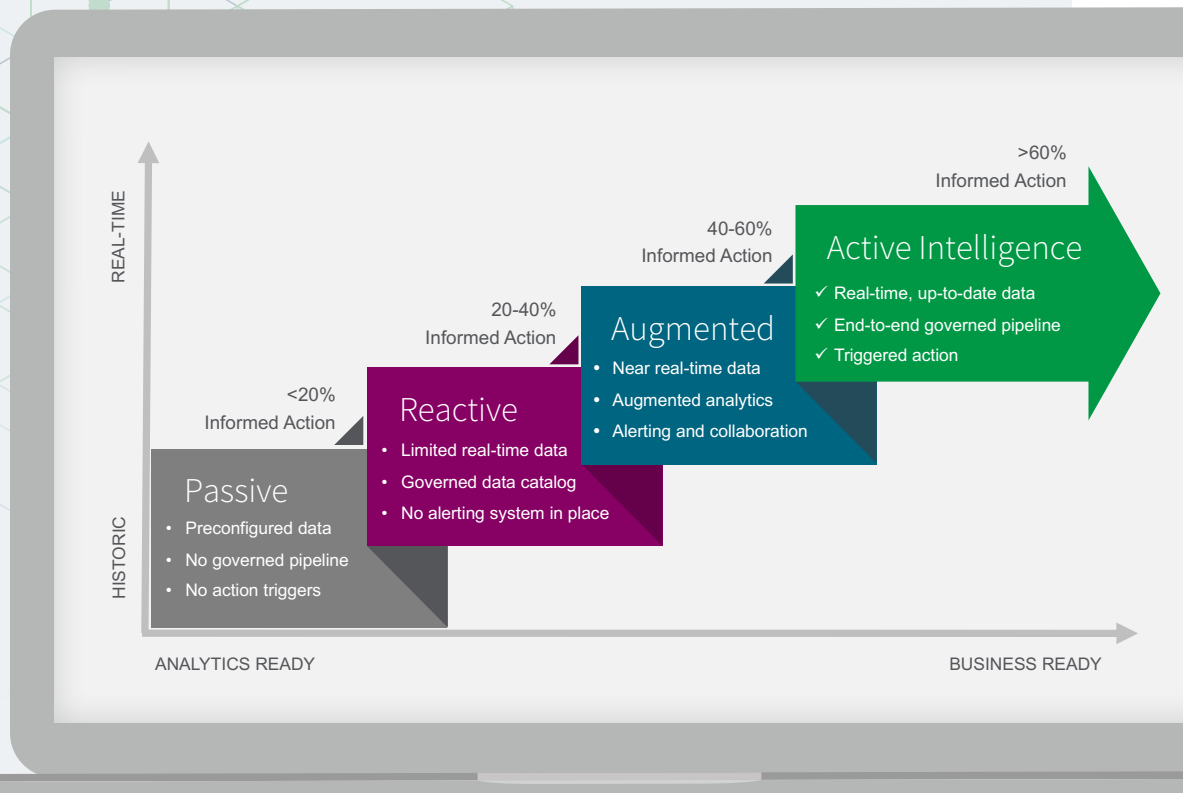 REAL-TIME
HISTORIC
<20%
Informed Action
Passive
• Preconfigured data
• No governed pipeline
• No action triggers
20-40%
Informed Action
Reactive
• Limited real-time data
• Governed data catalog
• No alerting system in place
40-60%
Informed Action
Augmented
• Near real-time data
• Augmented analytics
• Alerting and collaboration
>60%
Informed Action
Active Intelligence
✓ Real-time, up-to-date data
✓ End-to-end governed pipeline
✓ Triggered action
ANALYTICS READY
BUSINESS READY